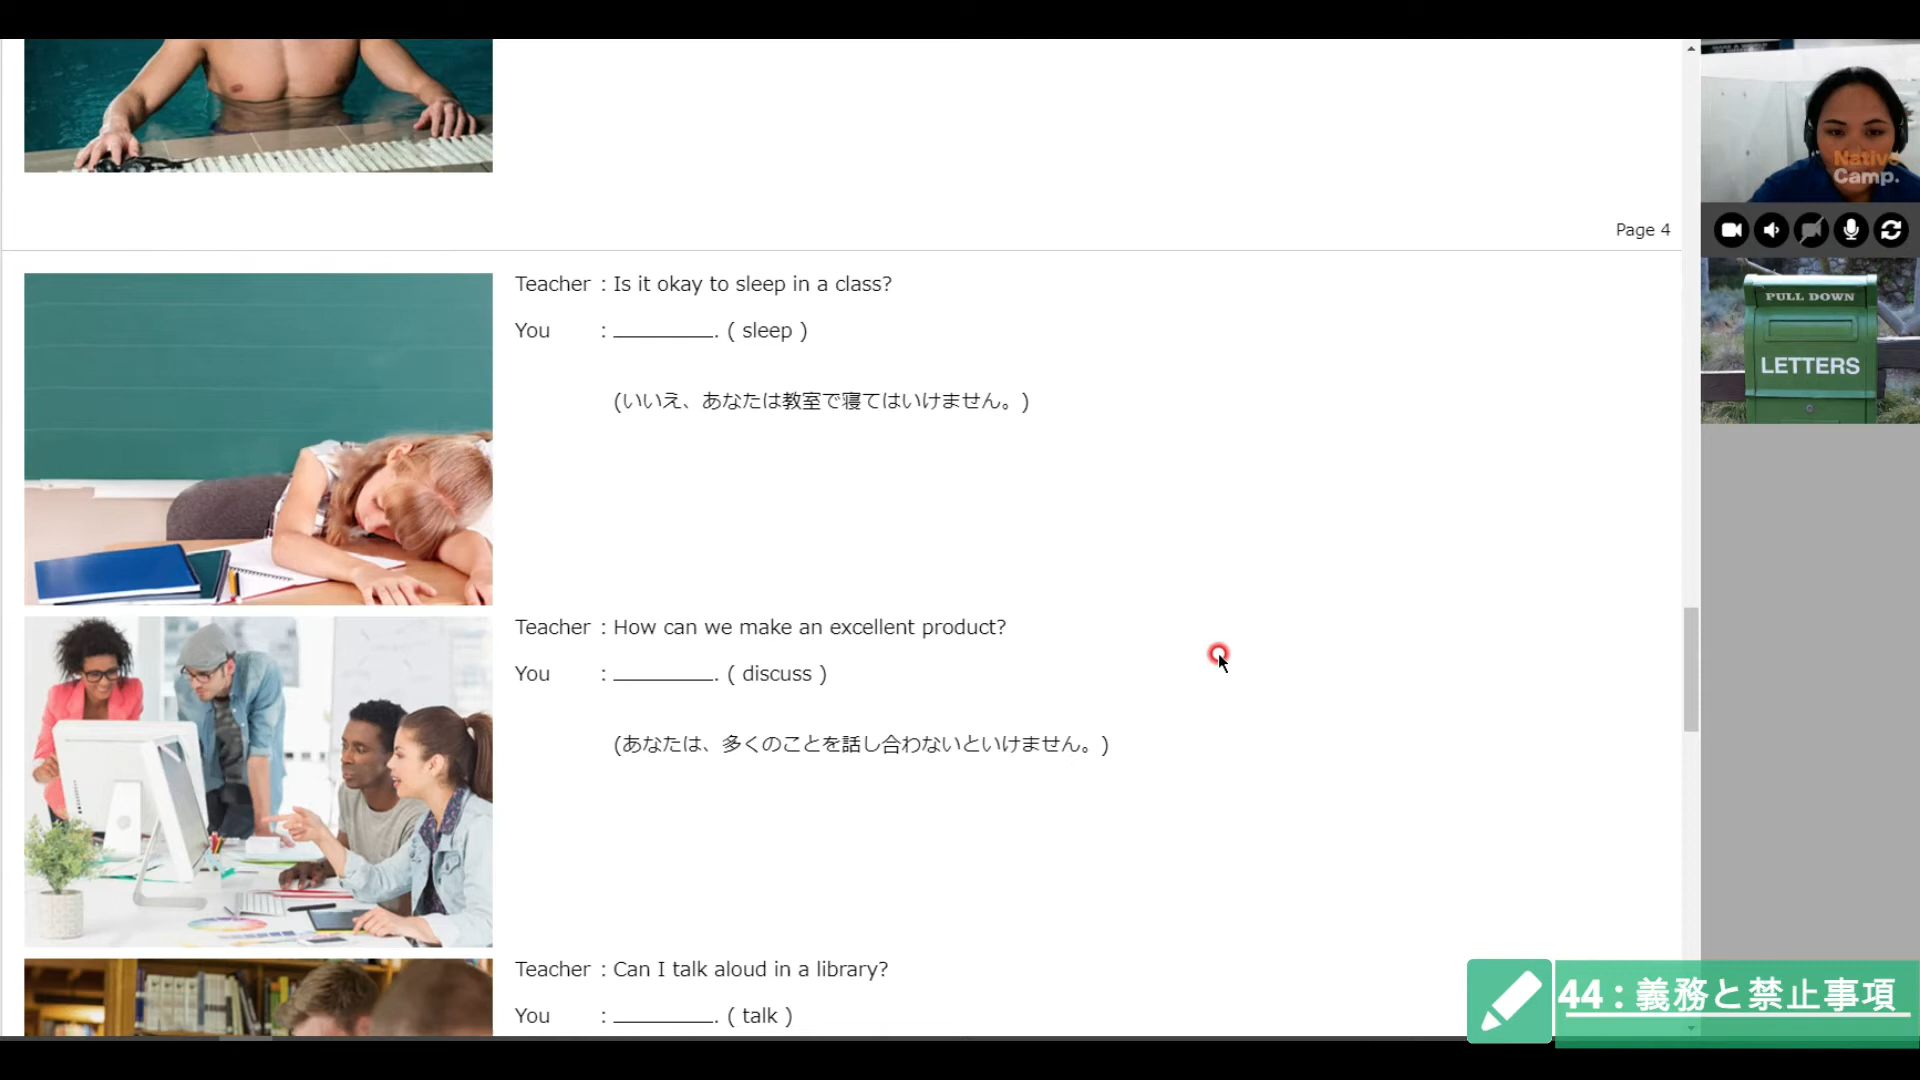 Native
Camp.
Page 4
PULL DOWN
LETTERS
Teacher : Is it okay to sleep in a class?
You : __________. ( sleep )
(いいえ、あなたは教室で寝てはいけません。)
Teacher : How can we make an excellent product?
You : __________. ( discuss )
(あなたは、多くのことを話し合わないといけません。)
Teacher : Can I talk aloud in a library?
You : __________. ( talk )
44 : 義務と禁止事項